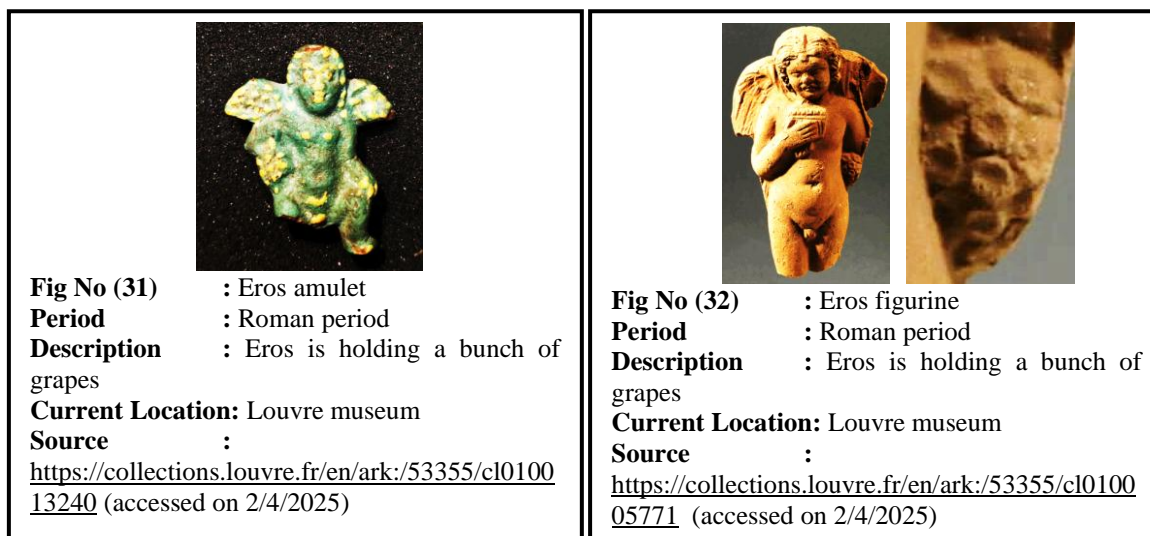 Fig No (31) : Eros amulet
Period : Roman period
Description : Eros is holding a bunch of
grapes
Current Location: Louvre museum
Source :
https://collections.louvre.fr/en/ark:/53355/cl0100
13240 (accessed on 2/4/2025)
Fig No (32) : Eros figurine
Period : Roman period
Description : Eros is holding a bunch of
grapes
Current Location: Louvre museum
Source :
https://collections.louvre.fr/en/ark:/53355/cl0100
05771 (accessed on 2/4/2025)